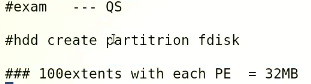 #exam   --- QS
#hdd create partitrion fdisk
### 100extents with each PE  = 32MB